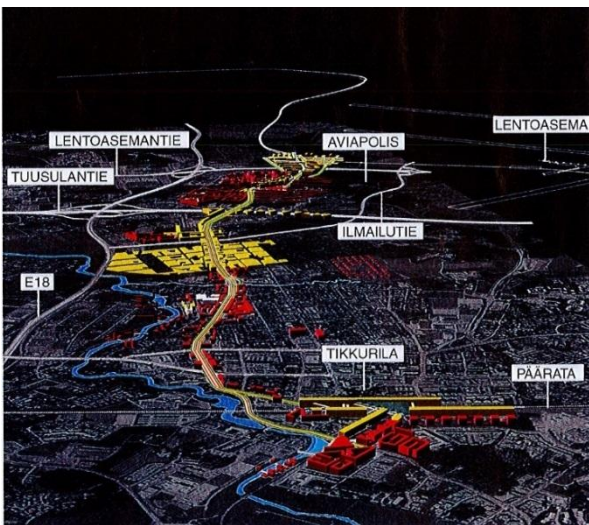 LENTOASEMA
LENTOASEMANTIE
AVIAPOLIS
TUUSULANTIE
ILMAILUTIE
E18
TIKKURILA
PÄÄRATA